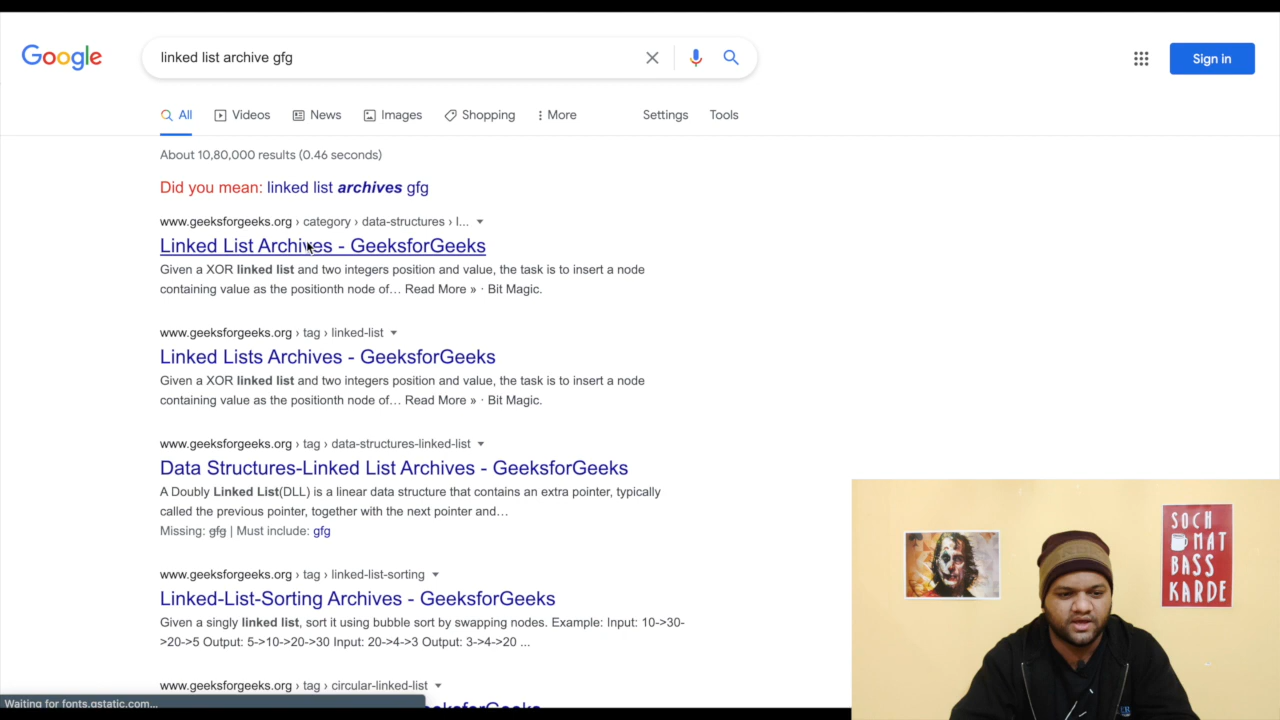 Google
linked list archive gfg
Sign in
All Videos News Images Shopping More Settings Tools
About 10,80,000 results (0.46 seconds)
Did you mean: linked list archives gfg
www.geeksforgeeks.org › category › data-structures › l...
Linked List Archives - GeeksforGeeks
Given a XOR linked list and two integers position and value, the task is to insert a node
containing value as the positionth node of... Read More » · Bit Magic.
www.geeksforgeeks.org › tag › linked-list
Linked Lists Archives - GeeksforGeeks
Given a XOR linked list and two integers position and value, the task is to insert a node
containing value as the positionth node of... Read More » · Bit Magic.
www.geeksforgeeks.org › tag › data-structures-linked-list
Data Structures-Linked List Archives - GeeksforGeeks
A Doubly Linked List(DLL) is a linear data structure that contains an extra pointer, typically
called the previous pointer, together with the next pointer and…
Missing: gfg | Must include: gfg
www.geeksforgeeks.org › tag › linked-list-sorting
Linked-List-Sorting Archives - GeeksforGeeks
Given a singly linked list, sort it using bubble sort by swapping nodes. Example: Input: 10->30-
>20->5 Output: 5->10->20->30 Input: 20->4->3 Output: 3->4->20 ...
www.geeksforgeeks.org › tag › circular-linked-list
Waiting for fonts.gstatic.com...
SOCH
MAT
BASS
KARDE